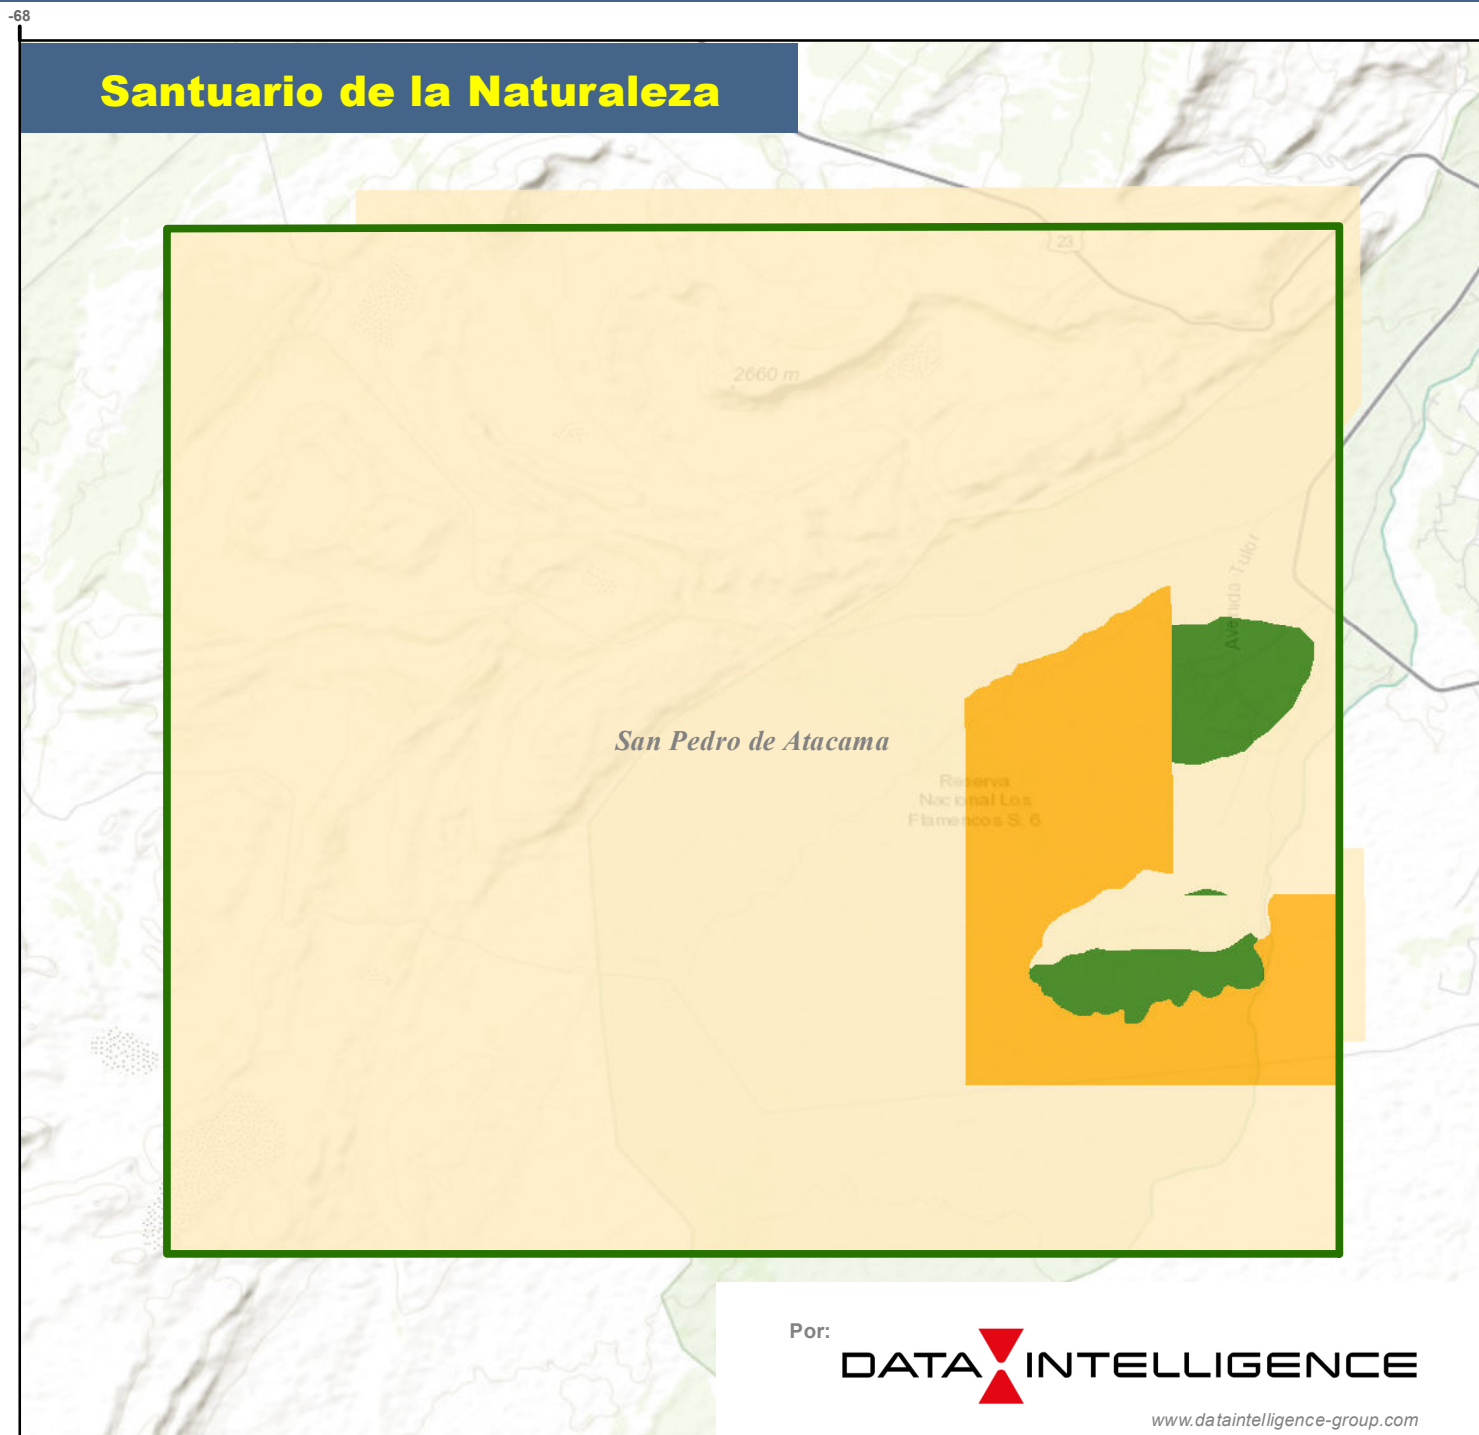 -68
Santuario de la Naturaleza
23
2660 m
Avenida Tulor
San Pedro de Atacama
Reserva
Nacional Los
Flamencos S. 6
Por:
DATA INTELLIGENCE
www.dataintelligence-group.com